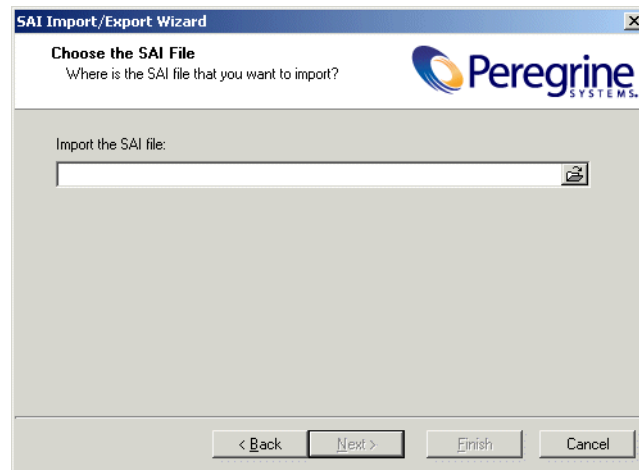 SAI Import/Export Wizard
Choose the SAI File
Where is the SAI file that you want to import?
Peregrine
SYSTEMS.
Import the SAI file:
< Back
Next >
Finish
Cancel